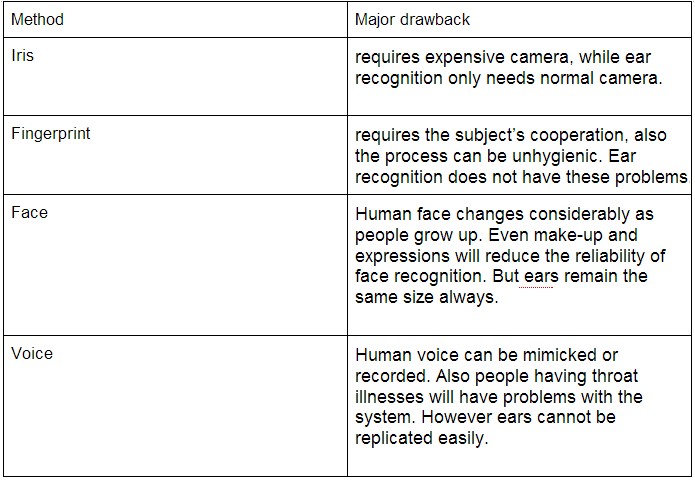 Method
Major drawback
Iris
requires expensive camera, while ear
recognition only needs normal camera.
Fingerprint
requires the subject's cooperation, also
the process can be unhygienic. Ear
recognition does not have these problems
Face
Human face changes considerably as
people grow up. Even make-up and
expressions will reduce the reliability of
face recognition. But ears remain the
same size always.
Voice
Human voice can be mimicked or
recorded. Also people having throat
illnesses will have problems with the
system. However ears cannot be
replicated easily.